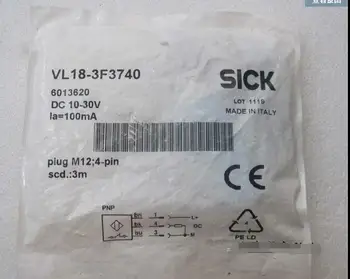 VL18-3F3740
SICK
6013620
LOT 1119
DC 10-30V
MADE IN ITALY
Ia=100mA
plug M12;4-pin
scd.:3m
CE
PNP
L+
M
PE LD